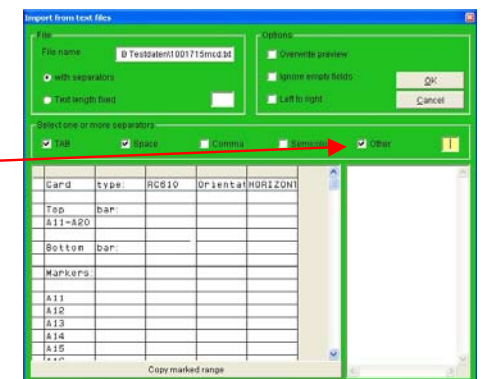 Import from text files
File Options
File name B Testdaten\1001715mcd.txt Overwrite preview
with separators Ignore empty fields OK
Text length fixed Left to right Cancel
Select one or more separators
TAB Space Comma Semicolon Other |
Card type: RC610 Orientat HORIZONT
Top bar:
A11-A20
Bottom bar:
Markers:
A11
A12
A13
A14
A15
Copy marked range